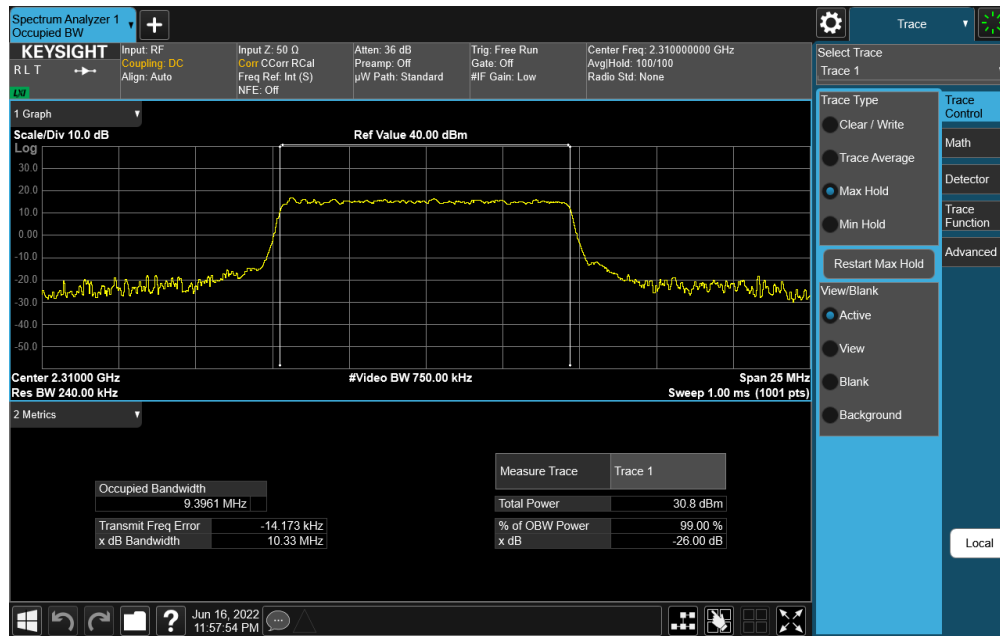 Spectrum Analyzer 1
Occupied BW
Trace
KEYSIGHT
R L T
LXI
Input: RF
Coupling: DC
Align: Auto
Input Z: 50 Ω
Corr CCorr RCal
Freq Ref: Int (S)
NFE: Off
Atten: 36 dB
Preamp: Off
µW Path: Standard
Trig: Free Run
Gate: Off
#IF Gain: Low
Center Freq: 2.310000000 GHz
Avg|Hold: 100/100
Radio Std: None
Select Trace
Trace 1
1 Graph
Scale/Div 10.0 dB
Ref Value 40.00 dBm
Log
30.0
20.0
10.0
0.00
-10.0
-20.0
-30.0
-40.0
-50.0
Center 2.31000 GHz
#Video BW 750.00 kHz
Span 25 MHz
Res BW 240.00 kHz
Sweep 1.00 ms (1001 pts)
Trace Type
Clear / Write
Trace Average
Max Hold
Min Hold
Restart Max Hold
View/Blank
Active
View
Blank
Background
Trace
Control
Math
Detector
Trace
Function
Advanced
2 Metrics
Occupied Bandwidth
9.3961 MHz
Transmit Freq Error -14.173 kHz
x dB Bandwidth 10.33 MHz
Measure Trace Trace 1
Total Power 30.8 dBm
% of OBW Power 99.00 %
x dB -26.00 dB
Local
?
Jun 16, 2022
11:57:54 PM